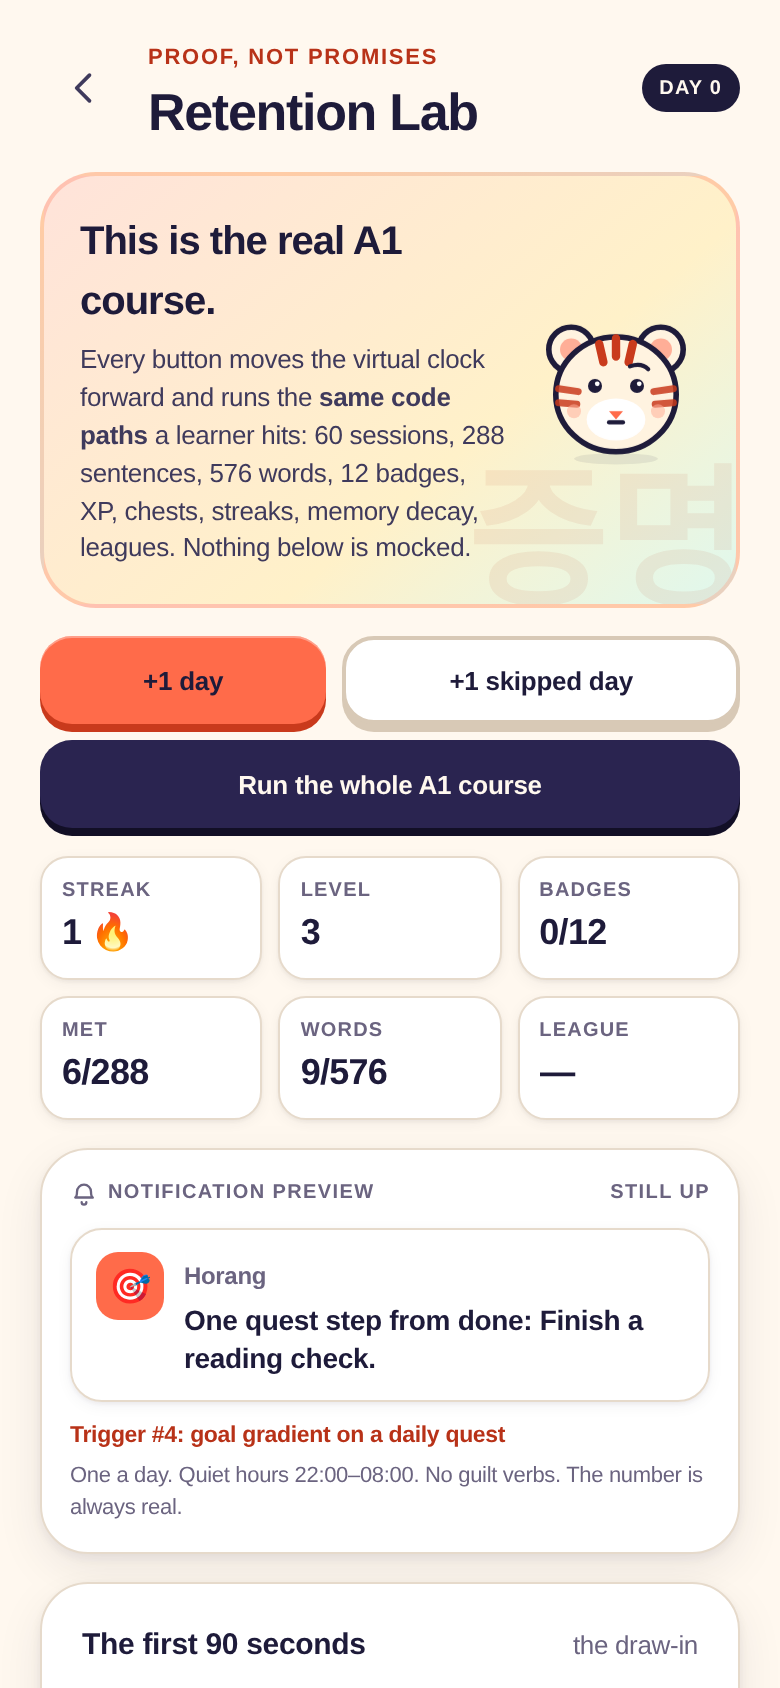 PROOF, NOT PROMISES
Retention Lab
DAY 0
This is the real A1
course.
Every button moves the virtual clock
forward and runs the same code
paths a learner hits: 60 sessions, 288
sentences, 576 words, 12 badges,
XP, chests, streaks, memory decay,
leagues. Nothing below is mocked.
증명
+1 day
+1 skipped day
Run the whole A1 course
STREAK
1 🔥
LEVEL
3
BADGES
0/12
MET
6/288
WORDS
9/576
LEAGUE
—
NOTIFICATION PREVIEW
STILL UP
Horang
One quest step from done: Finish a
reading check.
Trigger #4: goal gradient on a daily quest
One a day. Quiet hours 22:00–08:00. No guilt verbs. The number is
always real.
The first 90 seconds
the draw-in